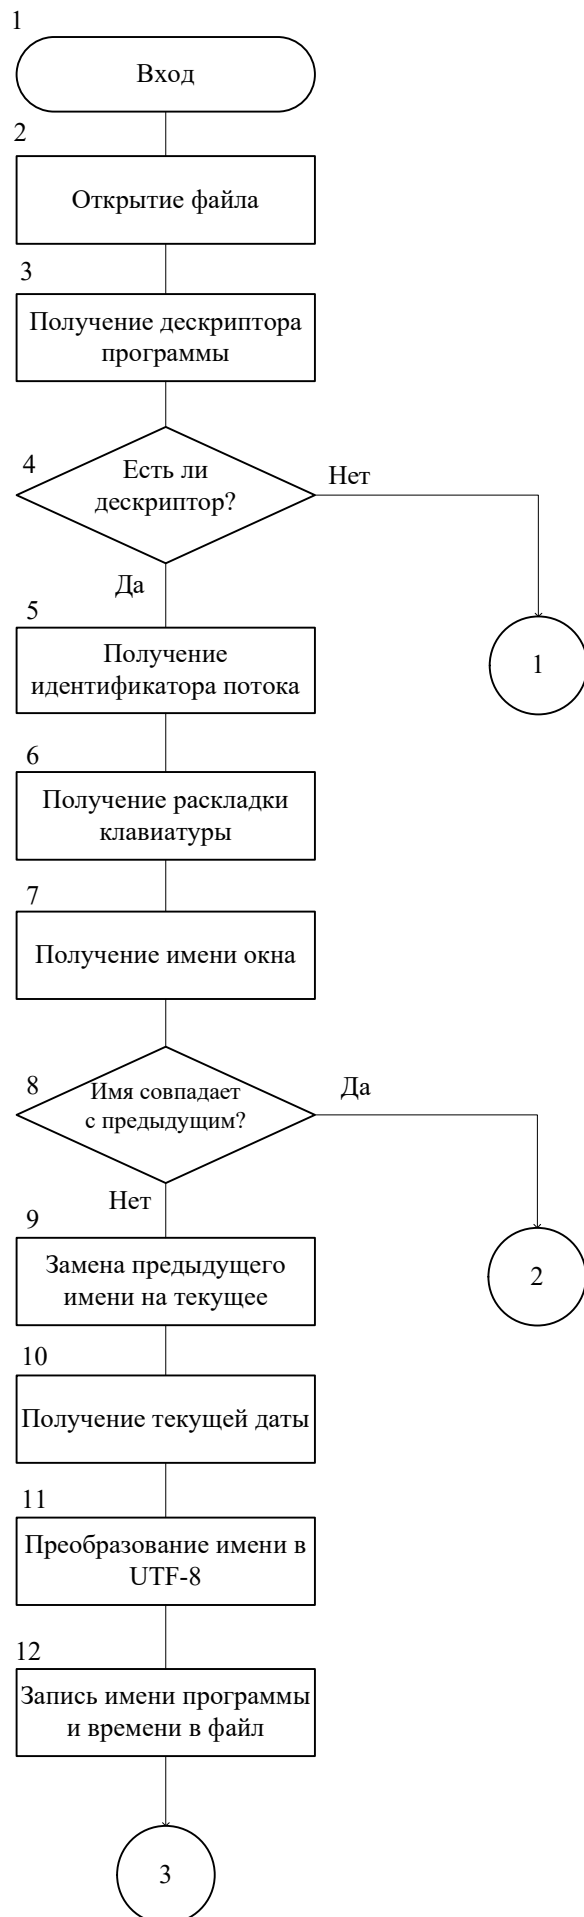 1
Вход
2
Открытие файла
3
Получение дескриптора
программы
4
Есть ли
дескриптор?
Нет
Да
5
Получение
идентификатора потока
1
6
Получение раскладки
клавиатуры
7
Получение имени окна
8
Имя совпадает
с предыдущим?
Да
Нет
9
Замена предыдущего
имени на текущее
2
10
Получение текущей даты
11
Преобразование имени в
UTF-8
12
Запись имени программы
и времени в файл
3